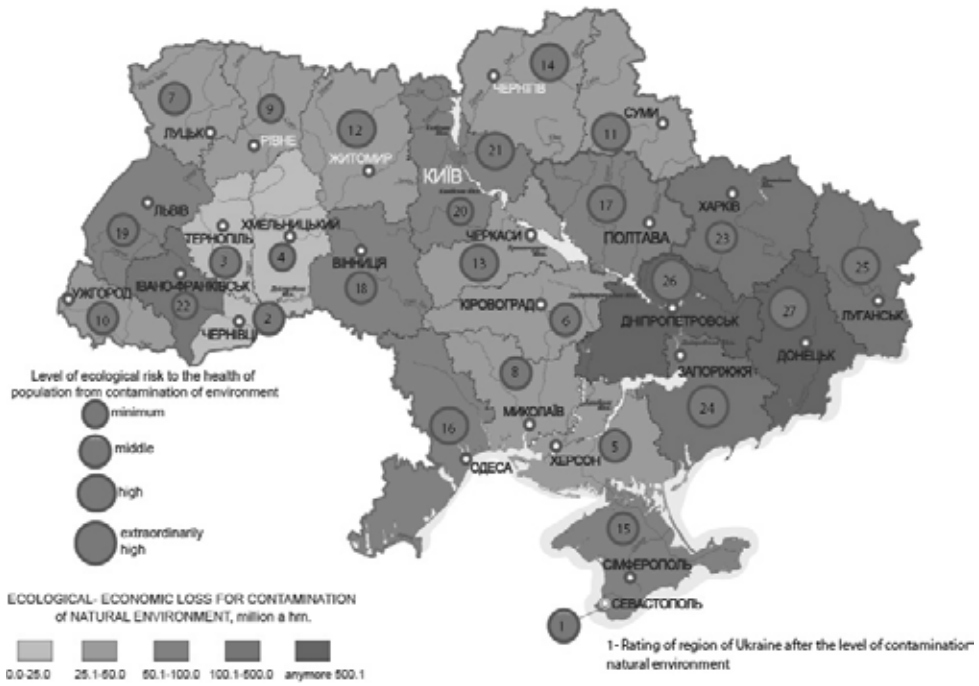 14
ЧЕРНІГІВ
7
9
СУМИ
ЛУЦЬК
РІВНЕ
12
11
21
ЖИТОМИР
КИЇВ
ЛЬВІВ
17
ХАРКІВ
19
ХМЕЛЬНИЦЬКИЙ
20
ЧЕРКАСИ
ПОЛТАВА
23
ТЕРНОПІЛЬ
3
4
ВІННИЦЯ
13
25
УЖГОРОД
ІВАНО-ФРАНКІВСЬК
18
26
22
КІРОВОГРАД
ЛУГАНСЬК
10
ЧЕРНІВЦІ
2
6
ДНІПРОПЕТРОВСЬК
27
ДОНЕЦЬК
ЗАПОРІЖЖЯ
8
24
16
МИКОЛАЇВ
5
ОДЕСА
ХЕРСОН
15
СІМФЕРОПОЛЬ
СЕВАСТОПОЛЬ
1
Level of ecological risk to the health of
population from contamination of environment
minimum
middle
high
extraordinarily
high
ECOLOGICAL- ECONOMIC LOSS FOR CONTAMINATION
of NATURAL ENVIRONMENT, million a hrn.
0.0-25.0 25.1-50.0 50.1-100.0 100.1-500.0 anymore 500.1
1- Rating of region of Ukraine after the level of contamination
natural environment